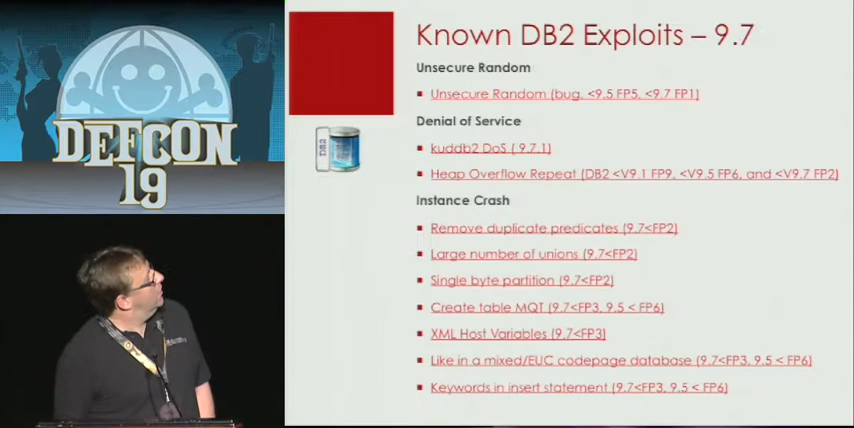 DEFCON
19
Known DB2 Exploits – 9.7
Unsecure Random
Unsecure Random (bug, <9.5 FP5, <9.7 FP1)
DB2
Denial of Service
kuddb2 DoS ( 9.7.1)
Heap Overflow Repeat (DB2 <V9.1 FP9, <V9.5 FP6, and <V9.7 FP2)
Instance Crash
Remove duplicate predicates (9.7<FP2)
Large number of unions (9.7<FP2)
Single byte partition (9.7<FP2)
Create table MQT (9.7<FP3, 9.5 < FP6)
XML Host Variables (9.7<FP3)
Like in a mixed/EUC codepage database (9.7<FP3, 9.5 < FP6)
Keywords in insert statement (9.7<FP3, 9.5 < FP6)